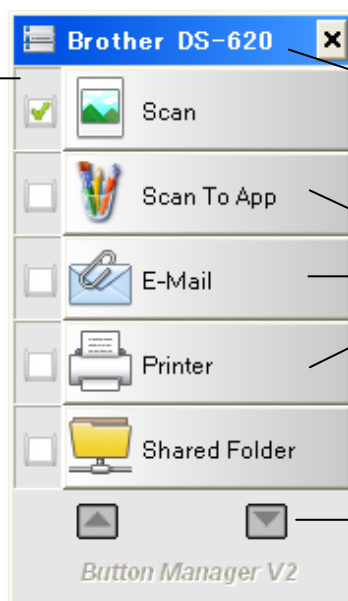 Brother DS-620
Scan
Scan To App
E-Mail
Printer
Shared Folder
Button Manager V2